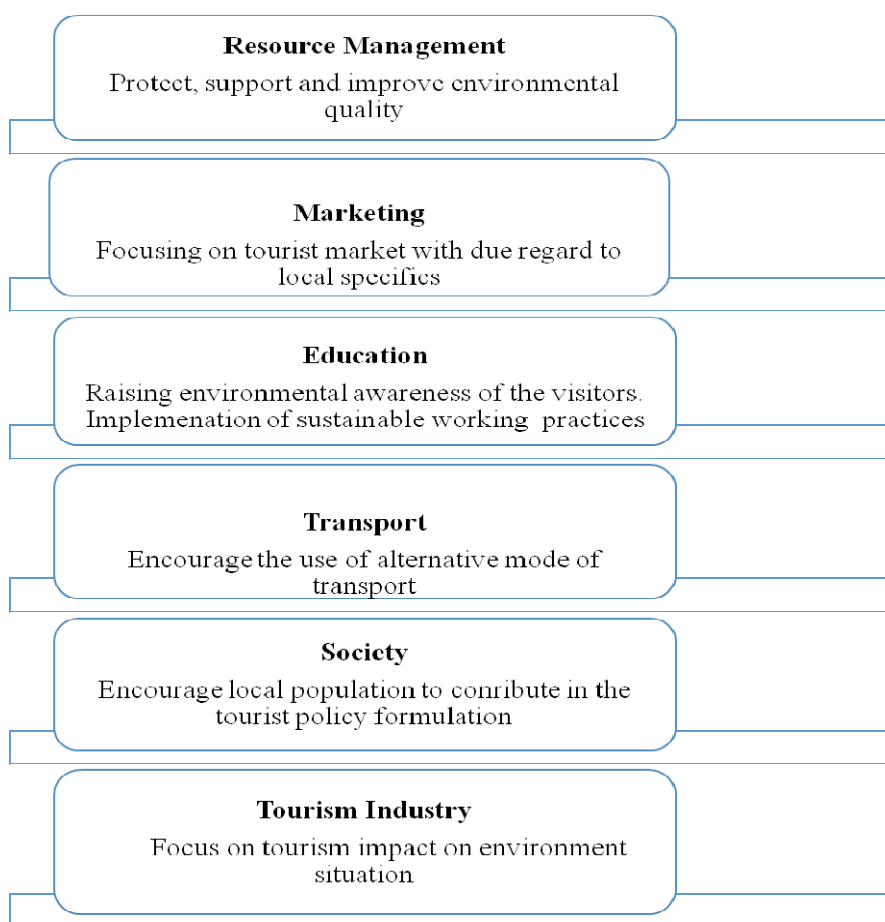 Resource Management
Protect, support and improve environmental
quality
Marketing
Focusing on tourist market with due regard to
local specifics
Education
Raising environmental awareness of the visitors.
Implemenation of sustainable working practices
Transport
Encourage the use of alternative mode of
transport
Society
Encourage local population to conribute in the
tourist policy formulation
Tourism Industry
Focus on tourism impact on environment
situation